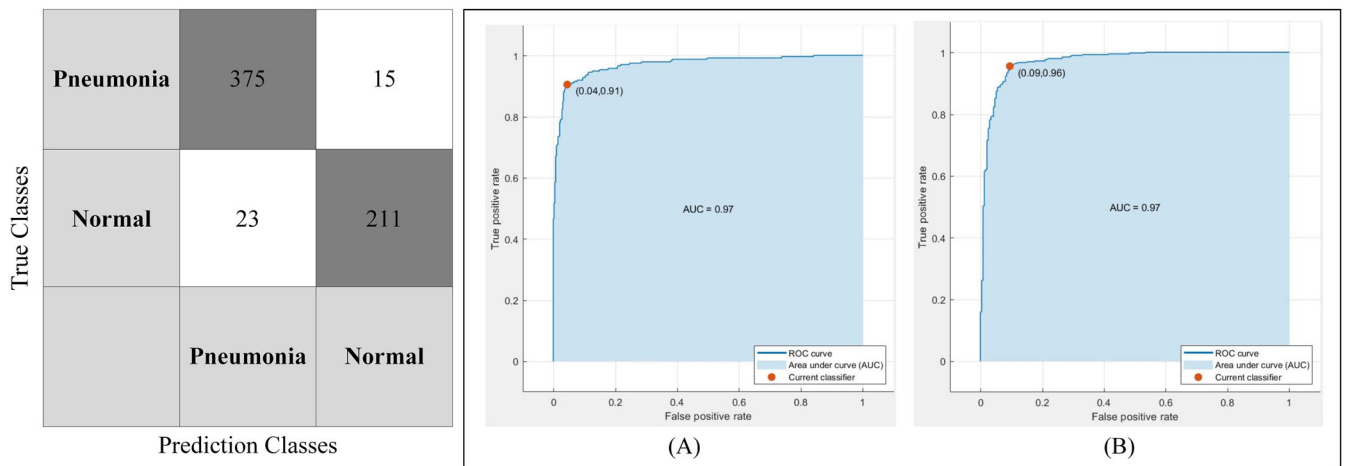 True Classes
Pneumonia 375 15
Normal 23 211
Pneumonia Normal
Prediction Classes
1
0.8
0.6
0.4
0.2
0
True positive rate
(0.04,0.91)
AUC = 0.97
ROC curve
Area under curve (AUC)
Current classifier
0 0.2 0.4 0.6 0.8 1
False positive rate
(A)
1
0.8
0.6
0.4
0.2
0
True positive rate
(0.09,0.96)
AUC = 0.97
ROC curve
Area under curve (AUC)
Current classifier
0 0.2 0.4 0.6 0.8 1
False positive rate
(B)